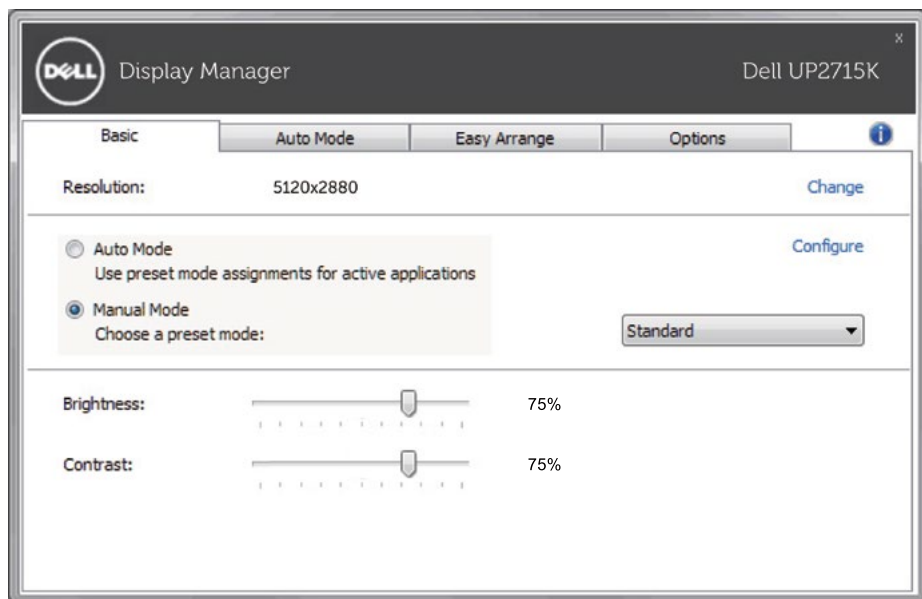 x
DELL Display Manager Dell UP2715K
Basic Auto Mode Easy Arrange Options i
Resolution: 5120x2880 Change
Auto Mode Configure
Use preset mode assignments for active applications
Manual Mode
Choose a preset mode: Standard
Brightness: 75%
Contrast: 75%